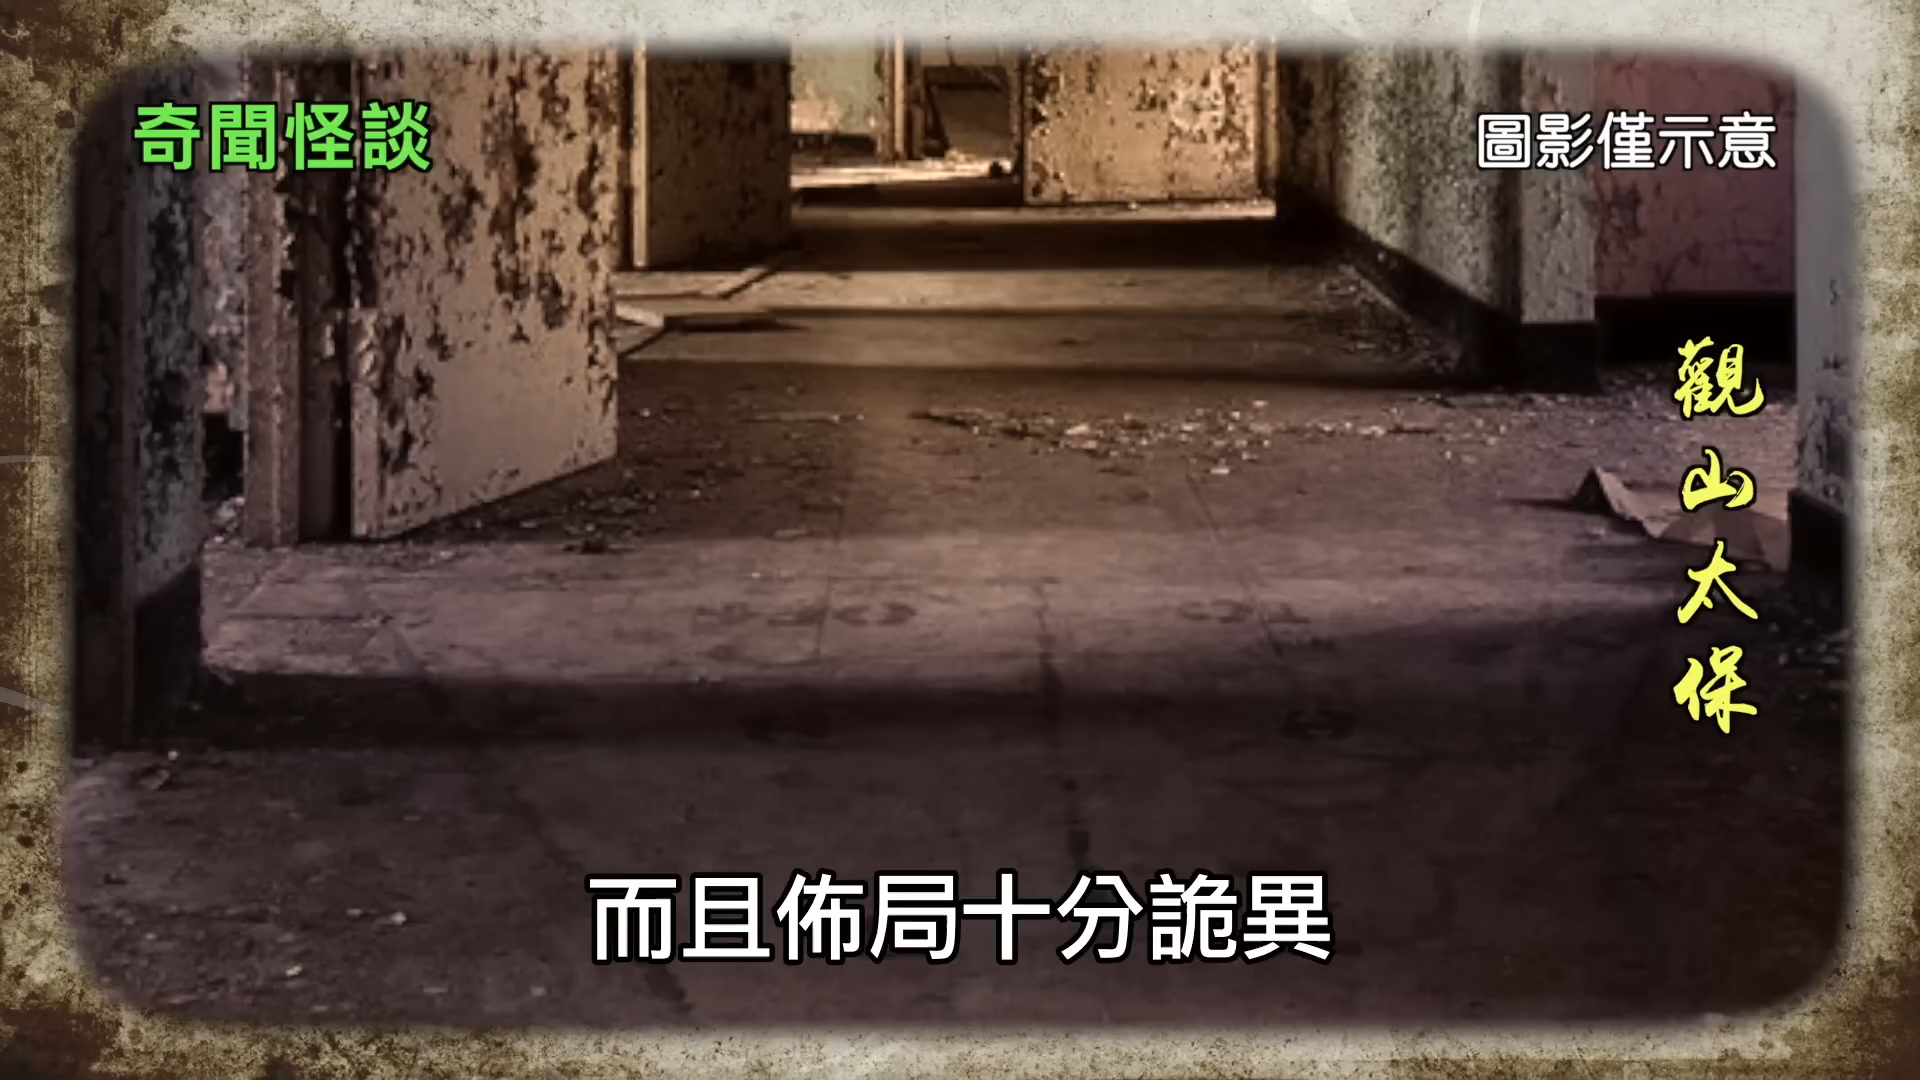 奇聞怪談
圖影僅示意
觀山太保
而且佈局十分詭異